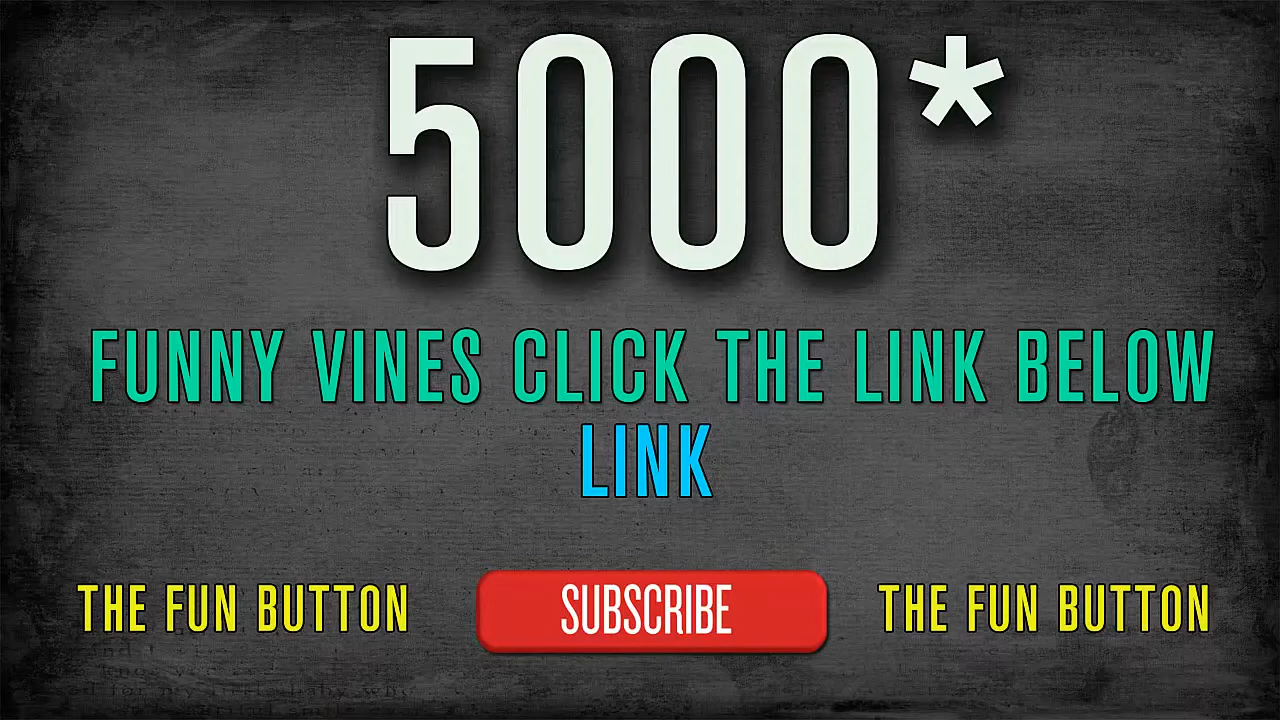 5000*
FUNNY VINES CLICK THE LINK BELOW
LINK
THE FUN BUTTON SUBSCRIBE THE FUN BUTTON